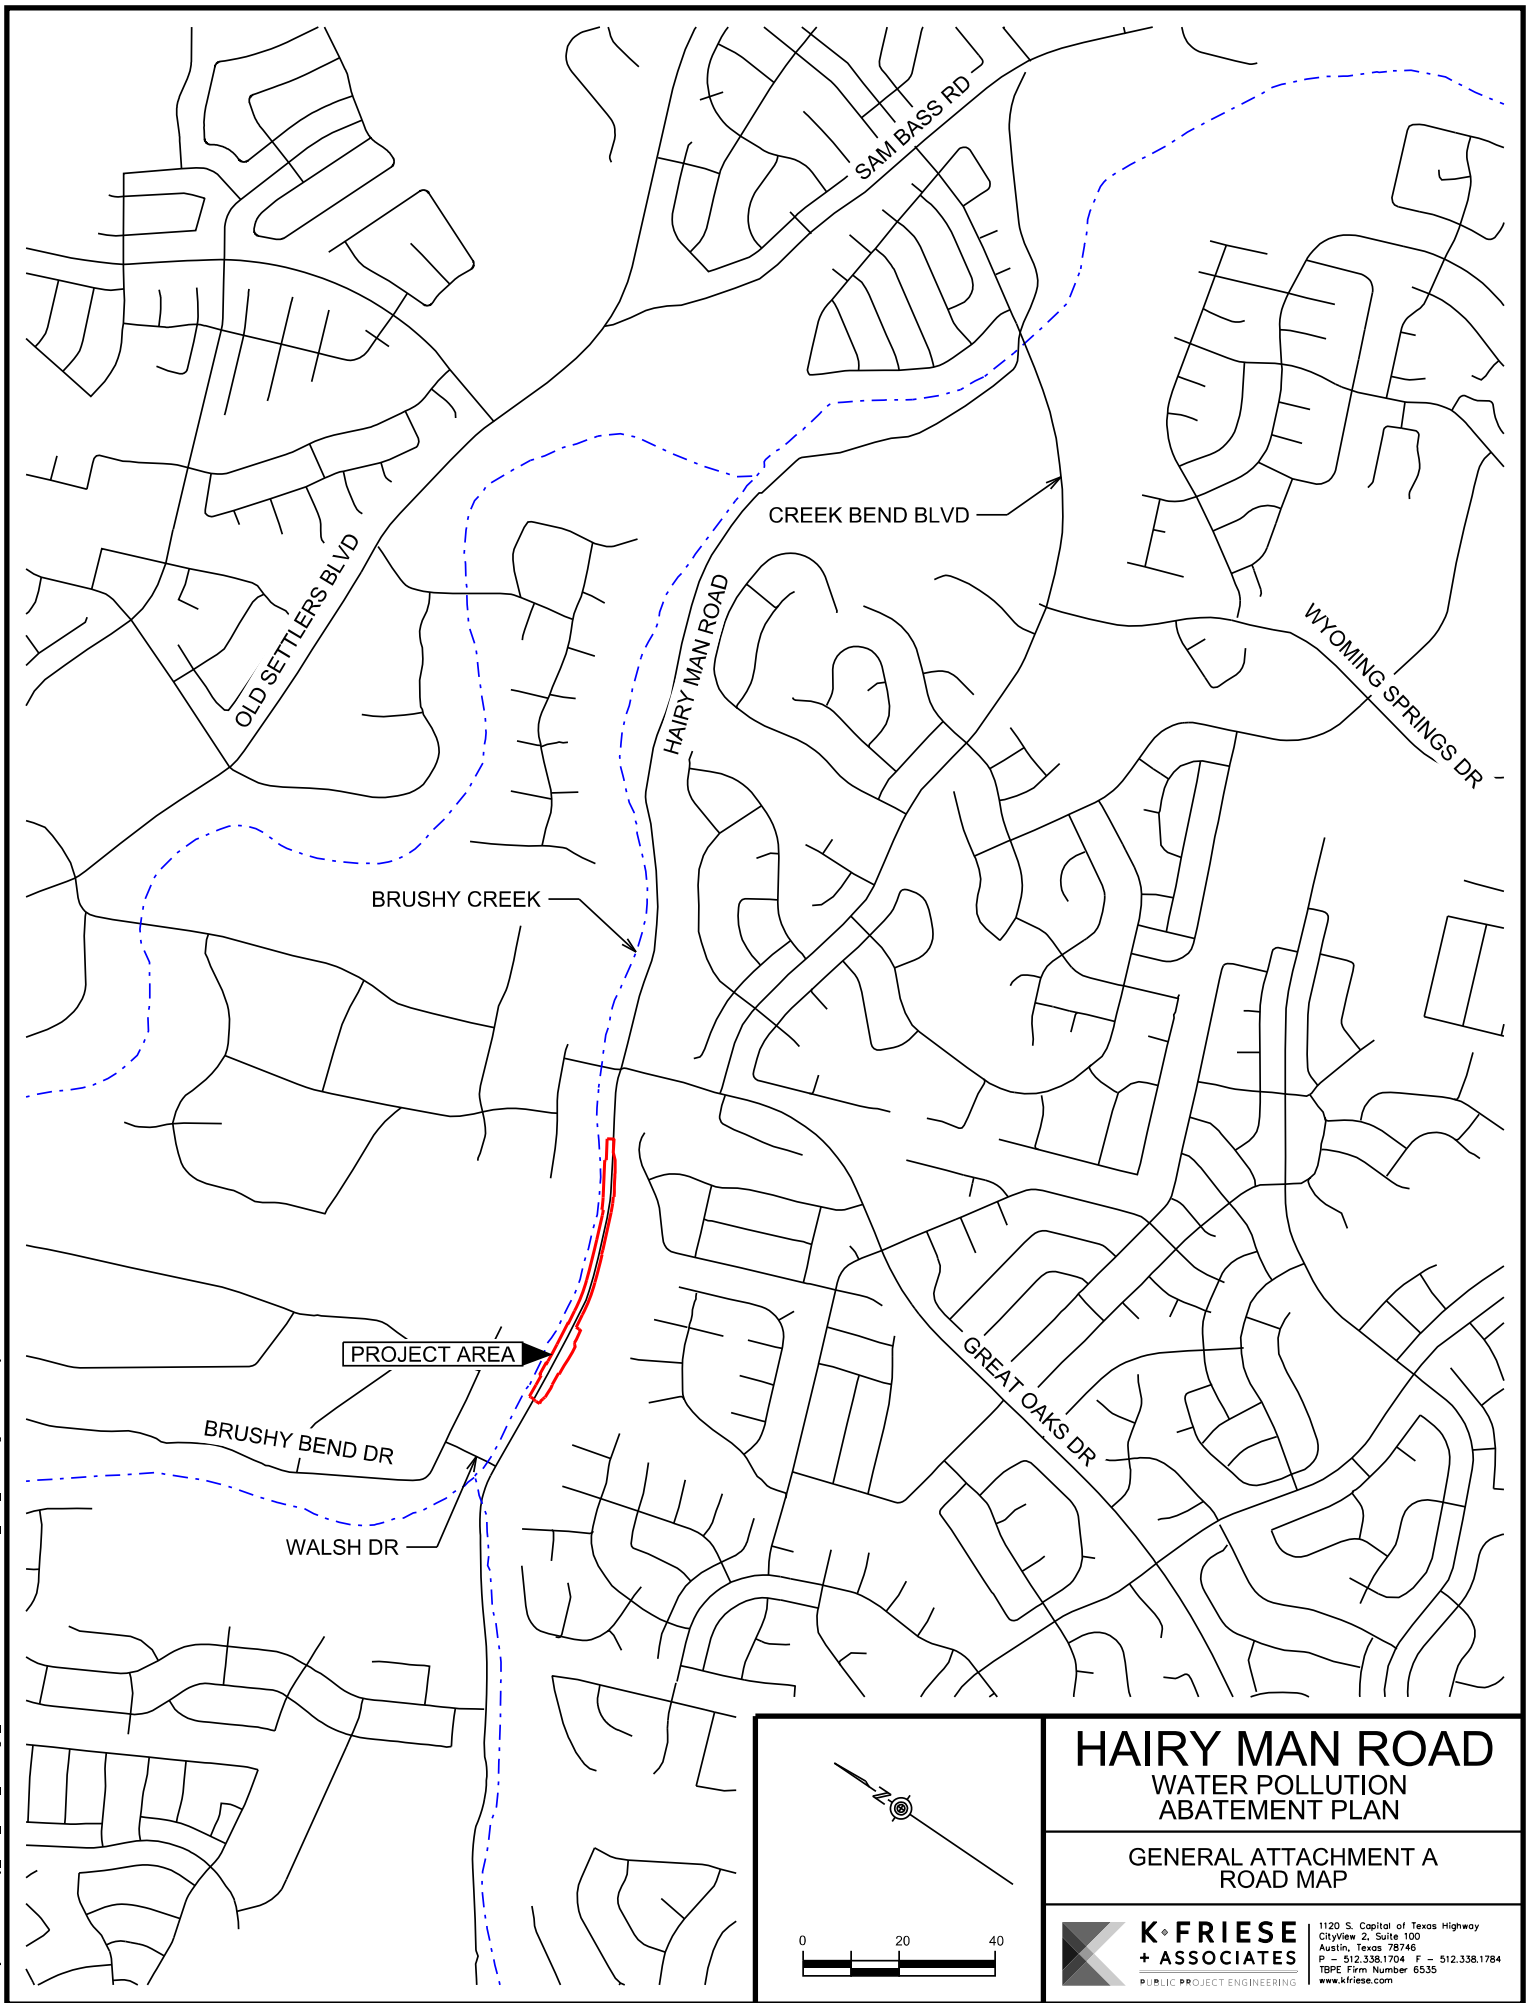 SAM BASS RD
CREEK BEND BLVD
OLD SETTLERS BLVD
HAIRY MAN ROAD
WYOMING SPRINGS DR
BRUSHY CREEK
PROJECT AREA
GREAT OAKS DR
BRUSHY BEND DR
WALSH DR
N
0 20 40
HAIRY MAN ROAD
WATER POLLUTION
ABATEMENT PLAN
GENERAL ATTACHMENT A
ROAD MAP
K FRIESE
+ ASSOCIATES
PUBLIC PROJECT ENGINEERING
1120 S. Capital of Texas Highway
CityView 2, Suite 100
Austin, Texas 78746
P - 512.338.1704 F - 512.338.1784
TBPE Firm Number 6535
www.kfriese.com